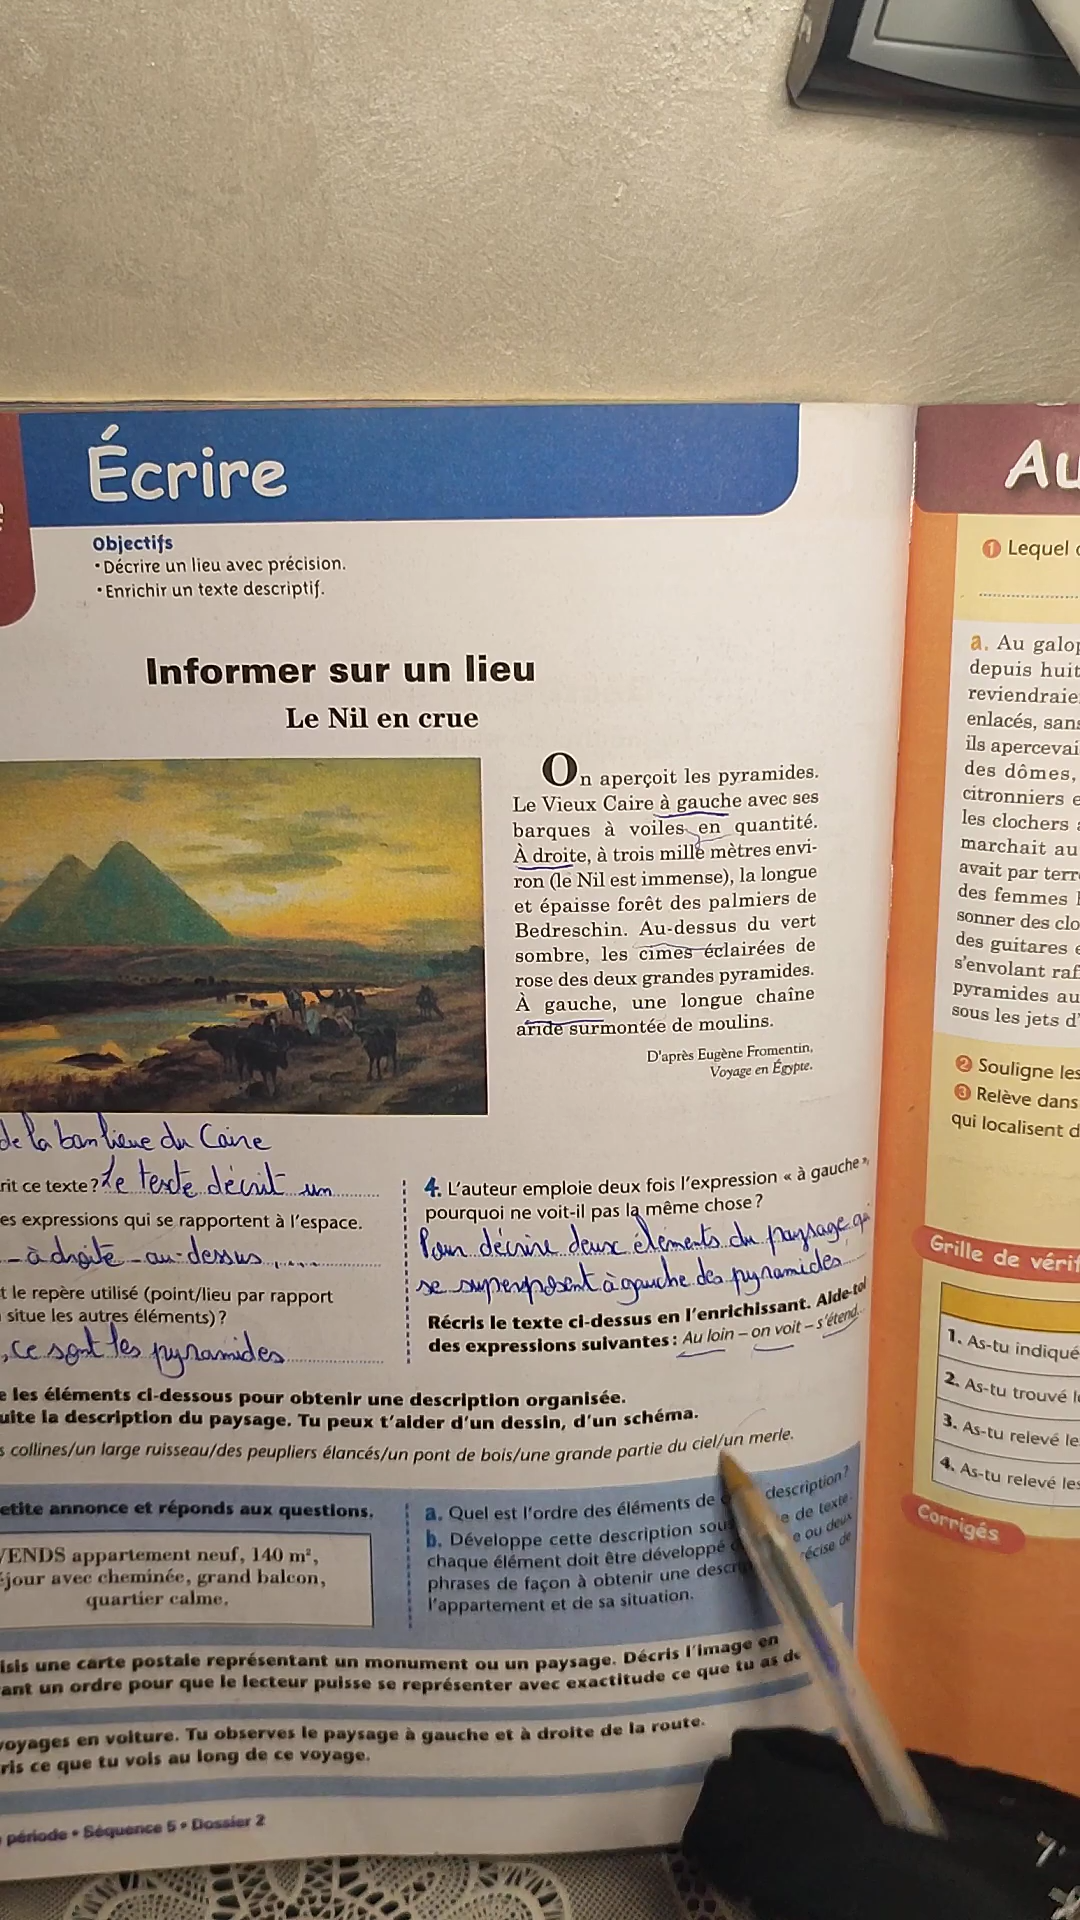 Écrire
Objectifs
• Décrire un lieu avec précision.
• Enrichir un texte descriptif.
Informer sur un lieu
Le Nil en crue
On aperçoit les pyramides.
Le Vieux Caire à gauche avec ses
barques à voiles en quantité.
À droite, à trois mille mètres envi-
ron (le Nil est immense), la longue
et épaisse forêt des palmiers de
Bedreschin. Au-dessus du vert
sombre, les cimes éclairées de
rose des deux grandes pyramides.
À gauche, une longue chaîne
aride surmontée de moulins.
D'après Eugène Fromentin,
Voyage en Égypte.
de la banlieue du Caire
rit ce texte? Le texte décrit un
es expressions qui se rapportent à l'espace.
- à droite - au-dessus, ....
t le repère utilisé (point/lieu par rapport
situe les autres éléments) ?
, ce sont les pyramides
4. L'auteur emploie deux fois l'expression « à gauche »,
pourquoi ne voit-il pas la même chose ?
Pour décrire deux éléments du paysage qui
se superposent à gauche des pyramides
Récris le texte ci-dessus en l'enrichissant. Aide-toi
des expressions suivantes : Au loin – on voit – s'étend...
e les éléments ci-dessous pour obtenir une description organisée.
uite la description du paysage. Tu peux t'aider d'un dessin, d'un schéma.
s collines/un large ruisseau/des peupliers élancés/un pont de bois/une grande partie du ciel/un merle.
etite annonce et réponds aux questions.
VENDS appartement neuf, 140 m²,
éjour avec cheminée, grand balcon,
quartier calme.
a. Quel est l'ordre des éléments de description ?
b. Développe cette description sous de texte.
chaque élément doit être développé e ou deux
phrases de façon à obtenir une descr récise de
l'appartement et de sa situation.
isis une carte postale représentant un monument ou un paysage. Décris l'image en
ant un ordre pour que le lecteur puisse se représenter avec exactitude ce que tu as de
voyages en voiture. Tu observes le paysage à gauche et à droite de la route.
ris ce que tu vois au long de ce voyage.
période • Séquence 5 • Dossier 2
Au
1 Lequel
a. Au galop
depuis huit
reviendraie
enlacés, sans
ils apercevai
des dômes,
citronniers e
les clochers a
marchait au
avait par terre
des femmes h
sonner des clo
des guitares e
s'envolant raf
pyramides au
sous les jets d'
2 Souligne les
3 Relève dans
qui localisent d
Grille de vérif
1. As-tu indiqué
2. As-tu trouvé le
3. As-tu relevé le
4. As-tu relevé les
Corrigés